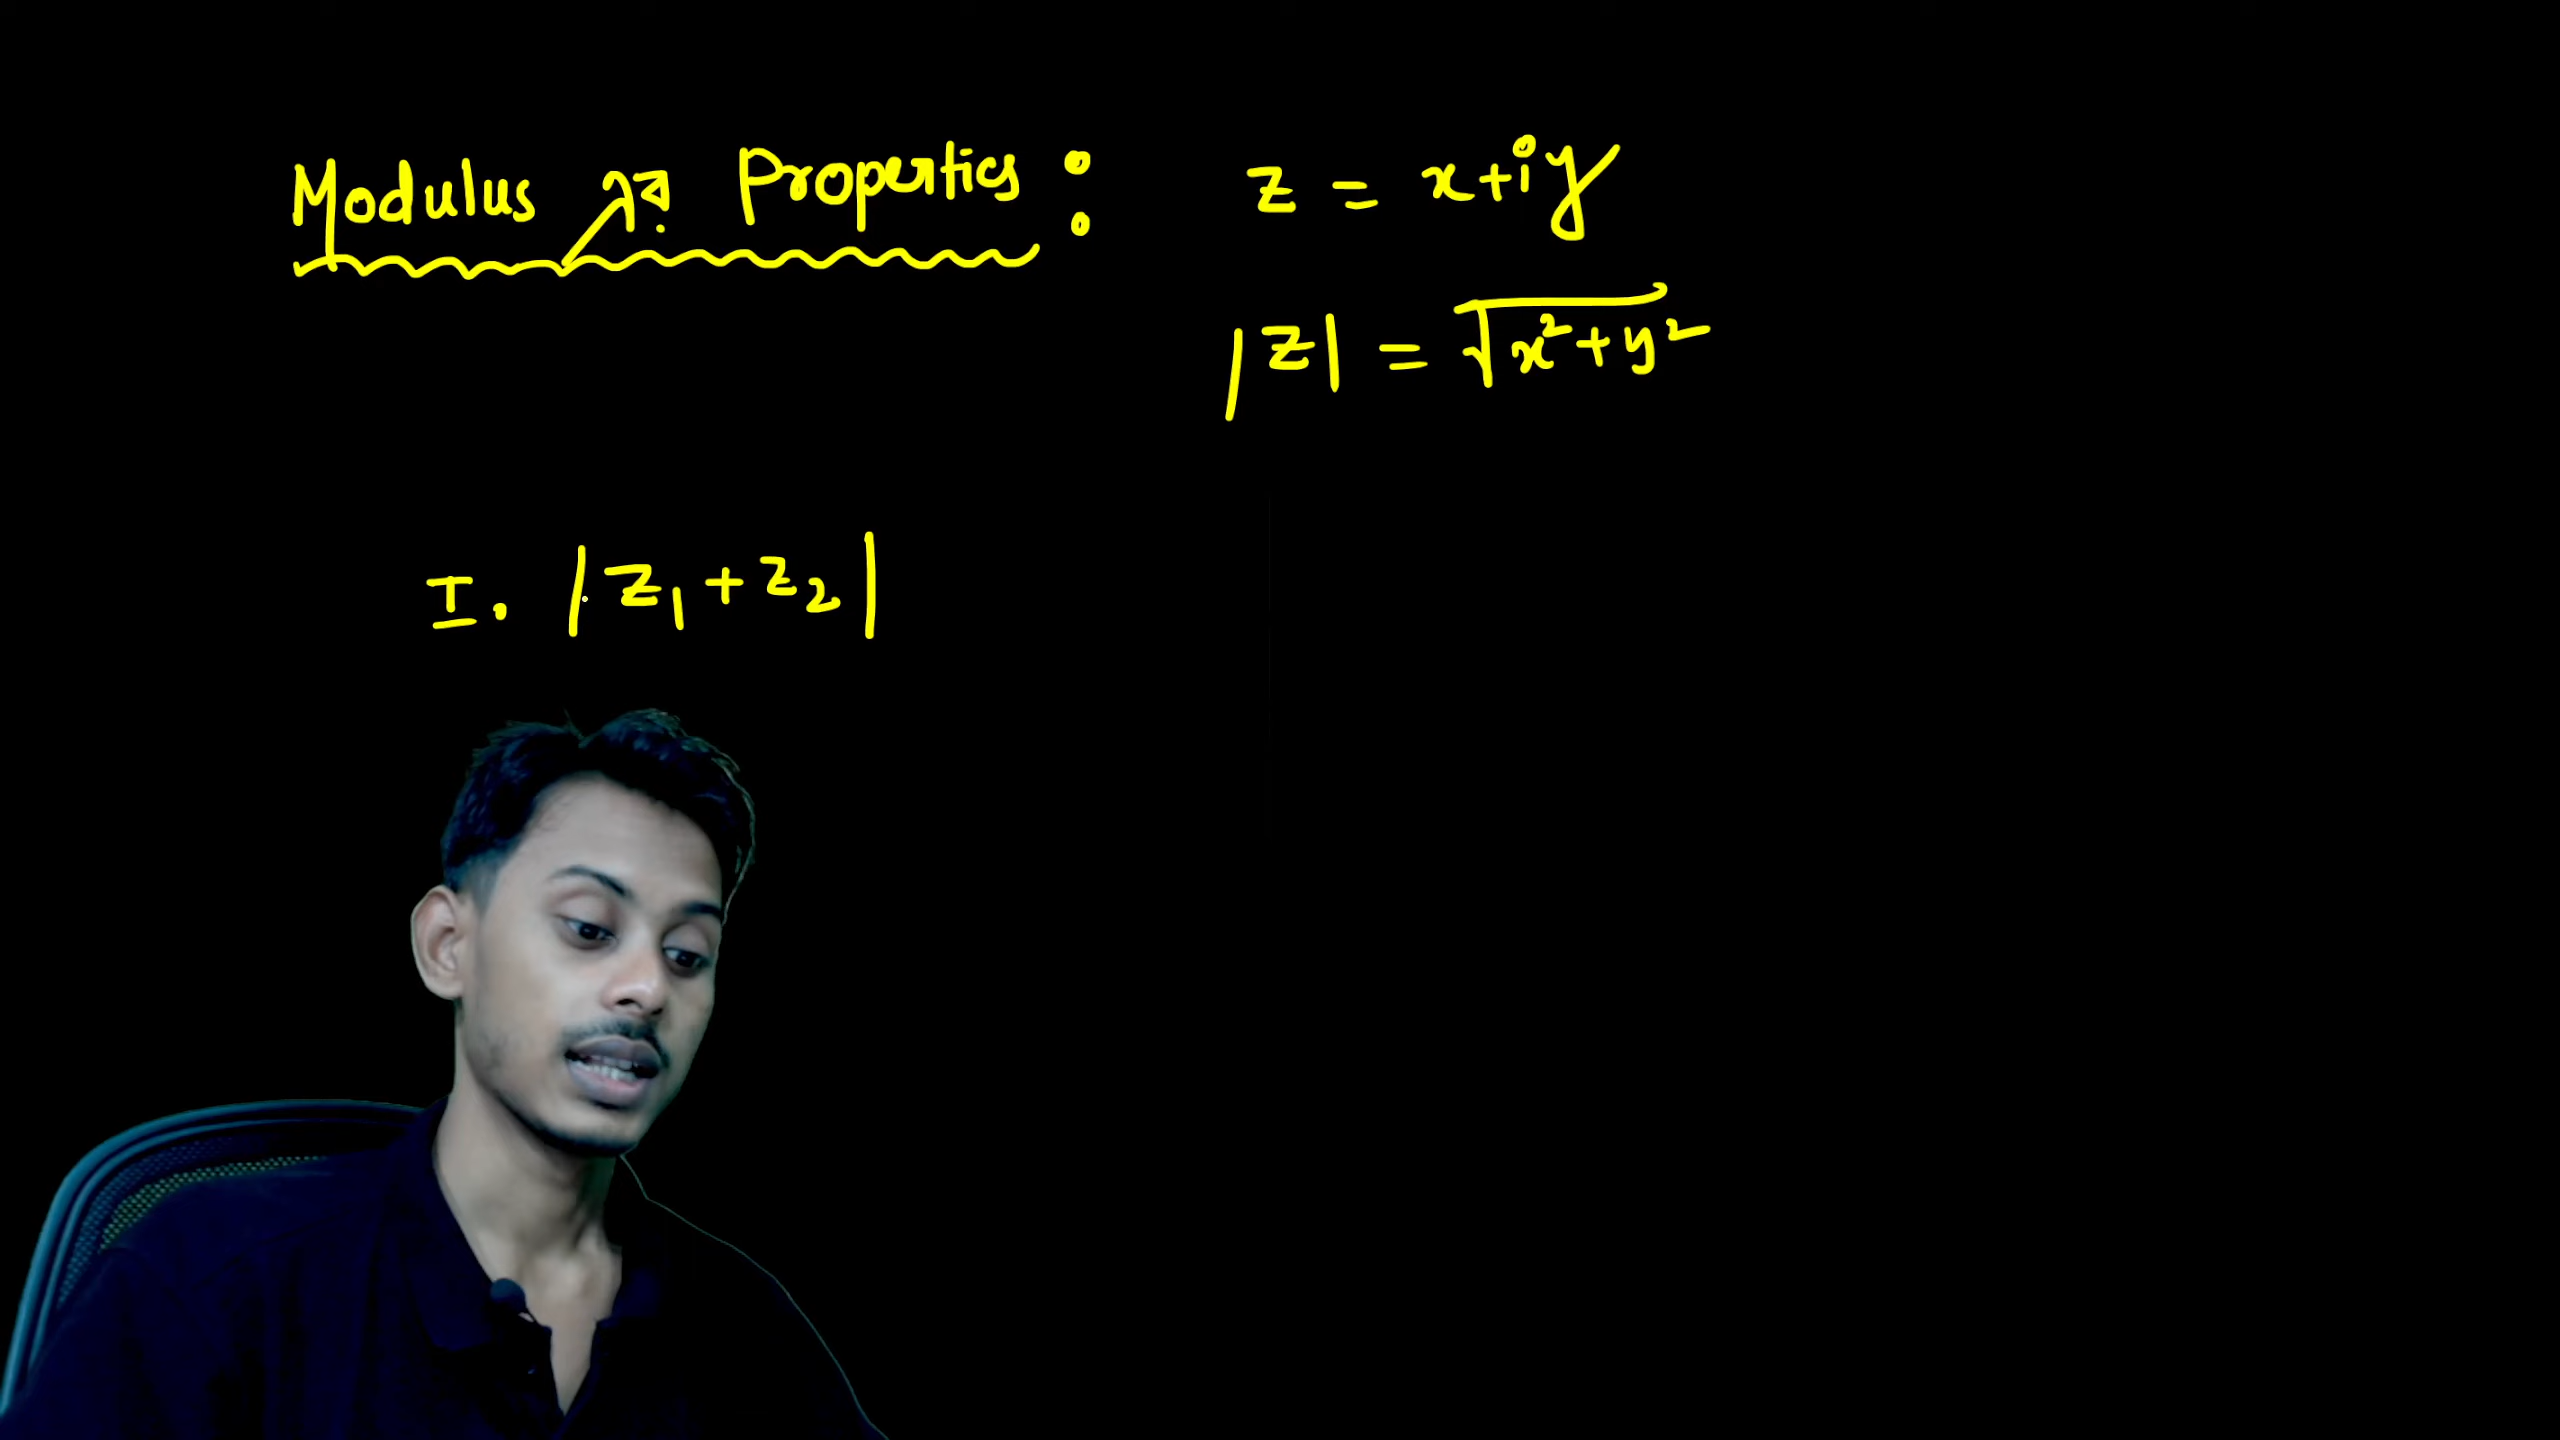 Modulus এর Properties :
z = x+iy
|z| = √x²+y²
I. |z₁+z₂|